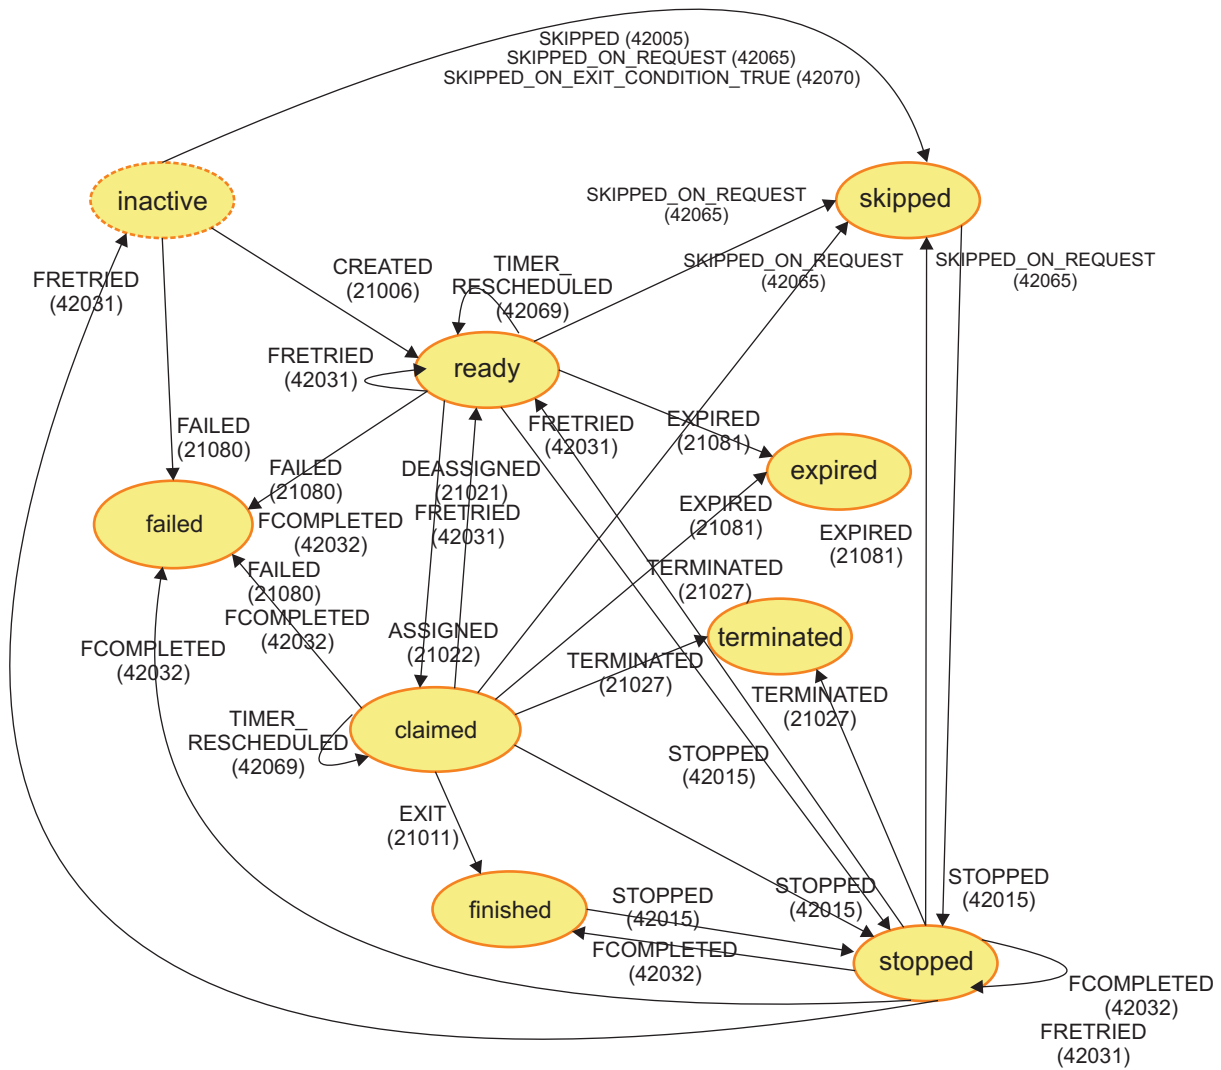 SKIPPED (42005)
SKIPPED_ON_REQUEST (42065)
SKIPPED_ON_EXIT_CONDITION_TRUE (42070)
inactive
SKIPPED_ON_REQUEST
(42065)
skipped
FRETRIED
(42031)
CREATED
(21006)
TIMER_
RESCHEDULED
(42069)
SKIPPED_ON_REQUEST
(42065)
SKIPPED_ON_REQUEST
(42065)
FRETRIED
(42031)
ready
FAILED
(21080)
FRETRIED
(42031)
EXPIRED
(21081)
FAILED
(21080)
DEASSIGNED
(21021)
FRETRIED
(42031)
expired
failed
FCOMPLETED
(42032)
EXPIRED
(21081)
EXPIRED
(21081)
FAILED
(21080)
FCOMPLETED
(42032)
TERMINATED
(21027)
FCOMPLETED
(42032)
ASSIGNED
(21022)
terminated
TERMINATED
(21027)
TERMINATED
(21027)
TIMER_
RESCHEDULED
(42069)
claimed
STOPPED
(42015)
EXIT
(21011)
STOPPED
(42015)
STOPPED
(42015)
STOPPED
(42015)
finished
FCOMPLETED
(42032)
stopped
FCOMPLETED
(42032)
FRETRIED
(42031)